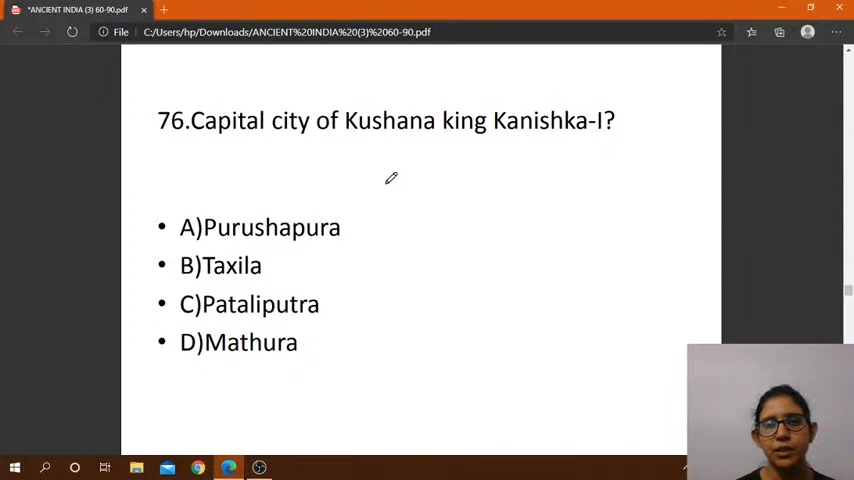 *ANCIENT INDIA (3) 60-90.pdf
File C:/Users/hp/Downloads/ANCIENT%20INDIA%20(3)%2060-90.pdf
76.Capital city of Kushana king Kanishka-I?
• A)Purushapura
• B)Taxila
• C)Pataliputra
• D)Mathura